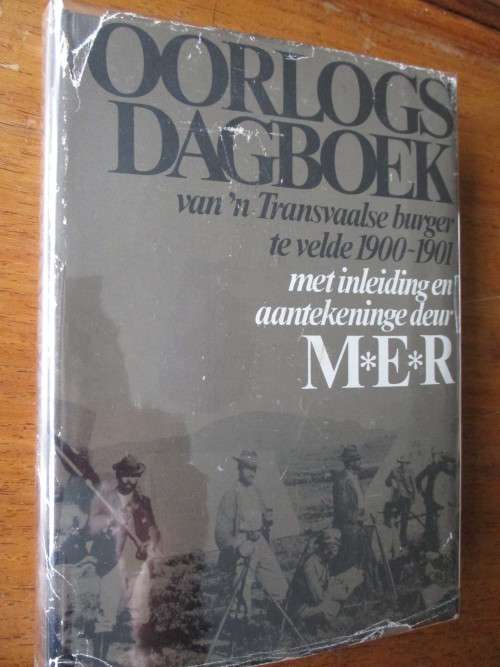 OORLOGS
DAGBOEK
van 'n Transvaalse burger
te velde 1900-1901
met inleiding en
aantekeninge deur
M*E*R